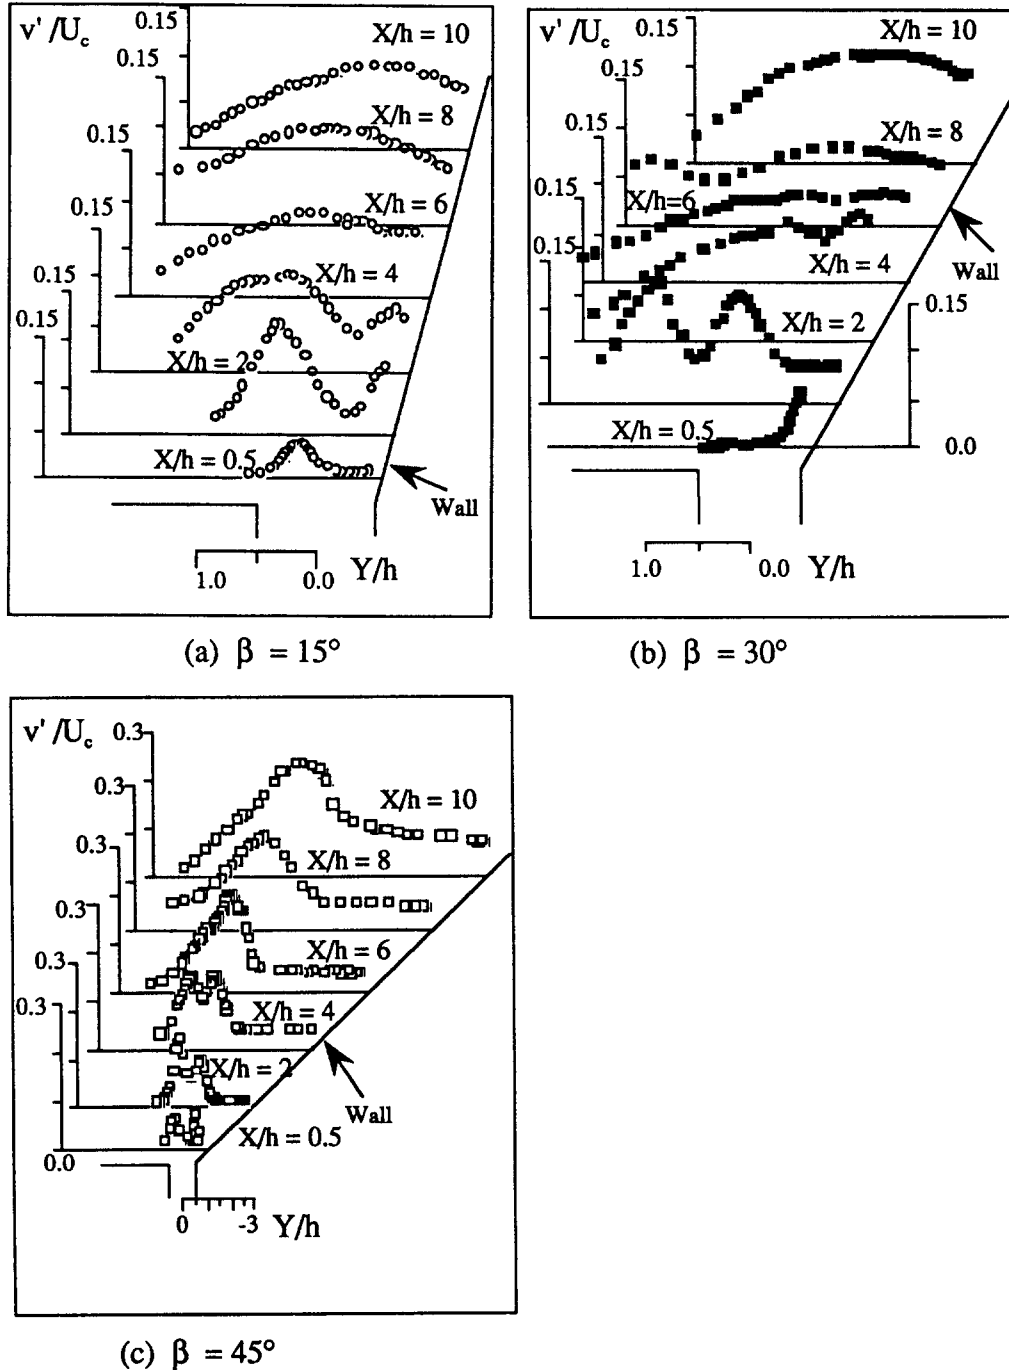 v'/Uc
0.15
X/h = 10
0.15
X/h = 8
0.15
X/h = 6
0.15
X/h = 4
0.15
X/h = 2
0.15
X/h = 0.5
Wall
1.0
0.0
Y/h
(a) β = 15°
v'/Uc
0.15
X/h = 10
0.15
X/h = 8
0.15
X/h=6
0.15
X/h = 4
Wall
0.15
0.15
X/h = 2
X/h = 0.5
0.0
1.0
0.0
Y/h
(b) β = 30°
v'/Uc
0.3
X/h = 10
0.3
X/h = 8
0.3
X/h = 6
0.3
X/h = 4
0.3
X/h = 2
0.3
Wall
X/h = 0.5
0.0
0
-3
Y/h
(c) β = 45°